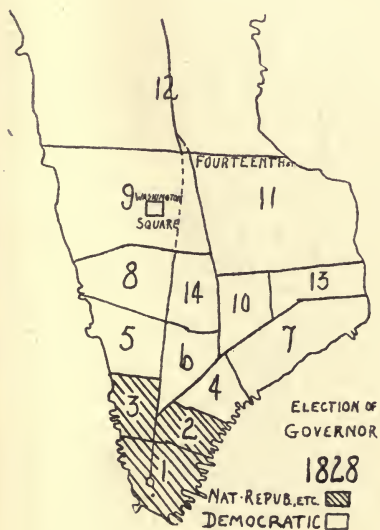 12
FOURTEENTH ST.
9 WASHINGTON
SQUARE
11
8
14
10
13
5
6
7
4
3
2
1
ELECTION OF
GOVERNOR
1828
NAT-REPUB., ETC.
DEMOCRATIC